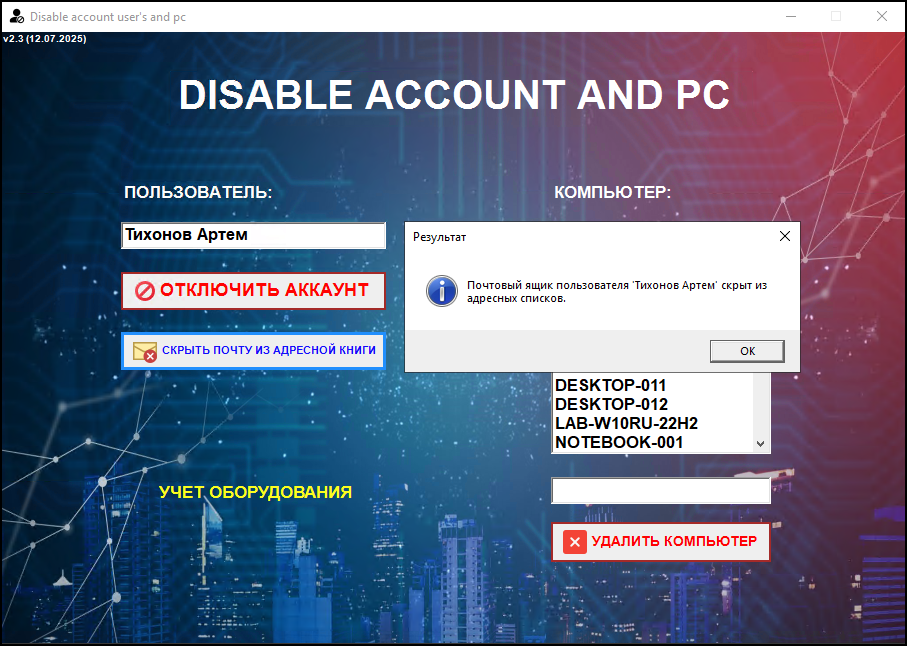 Disable account user's and pc
v2.3 (12.07.2025)
DISABLE ACCOUNT AND PC
ПОЛЬЗОВАТЕЛЬ:
КОМПЬЮТЕР:
Тихонов Артем
Результат
Почтовый ящик пользователя 'Тихонов Артем' скрыт из
адресных списков.
OK
ОТКЛЮЧИТЬ АККАУНТ
СКРЫТЬ ПОЧТУ ИЗ АДРЕСНОЙ КНИГИ
DESKTOP-011
DESKTOP-012
LAB-W10RU-22H2
NOTEBOOK-001
УЧЕТ ОБОРУДОВАНИЯ
УДАЛИТЬ КОМПЬЮТЕР